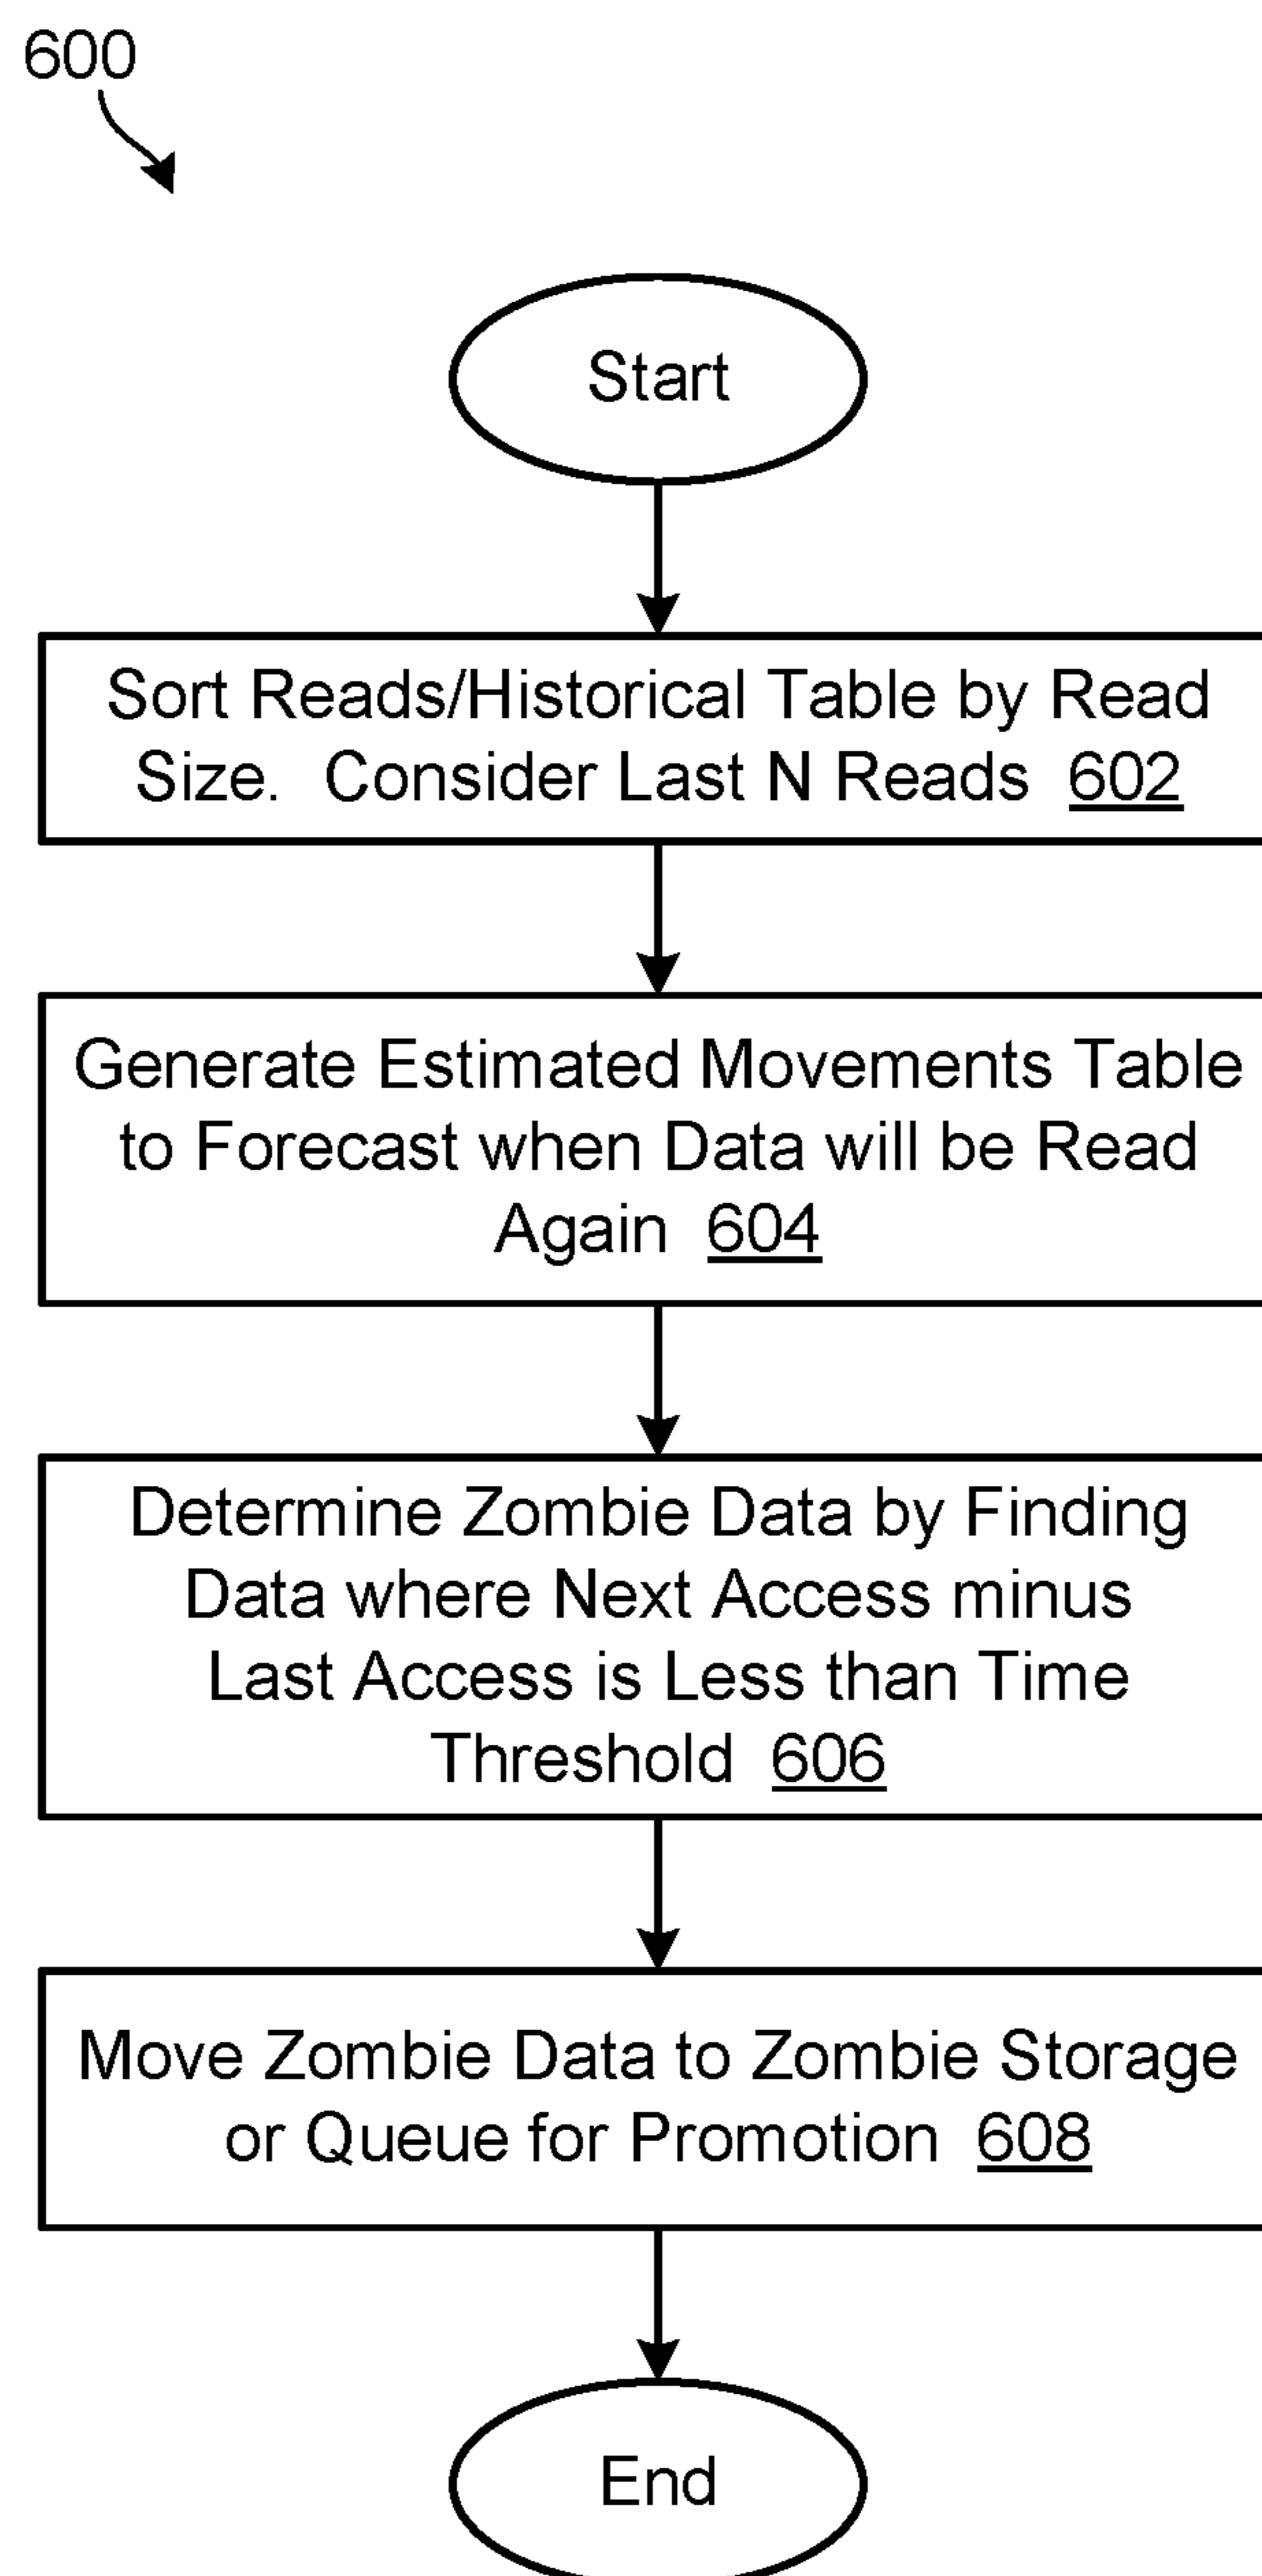 600
Start
Sort Reads/Historical Table by Read
Size.  Consider Last N Reads  602
Generate Estimated Movements Table
to Forecast when Data will be Read
Again  604
Determine Zombie Data by Finding
Data where Next Access minus
Last Access is Less than Time
Threshold  606
Move Zombie Data to Zombie Storage
or Queue for Promotion  608
End